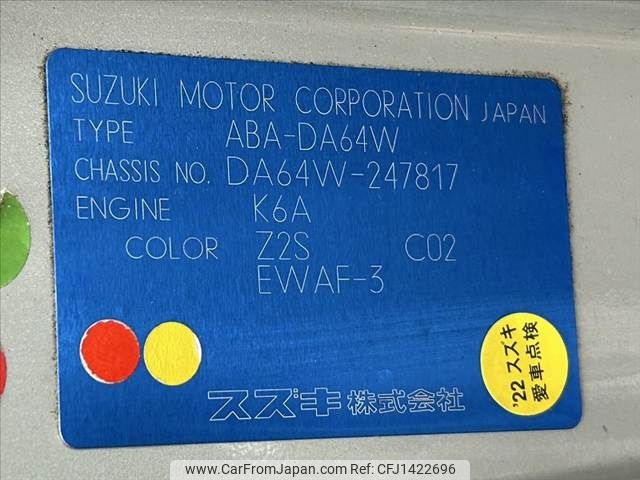 SUZUKI MOTOR CORPORATION JAPAN
TYPE ABA-DA64W
CHASSIS NO. DA64W-247817
ENGINE K6A
COLOR Z2S C02
EWAF-3
'22 スズキ
愛車点検
スズキ株式会社
www.CarFromJapan.com CFJ1422696